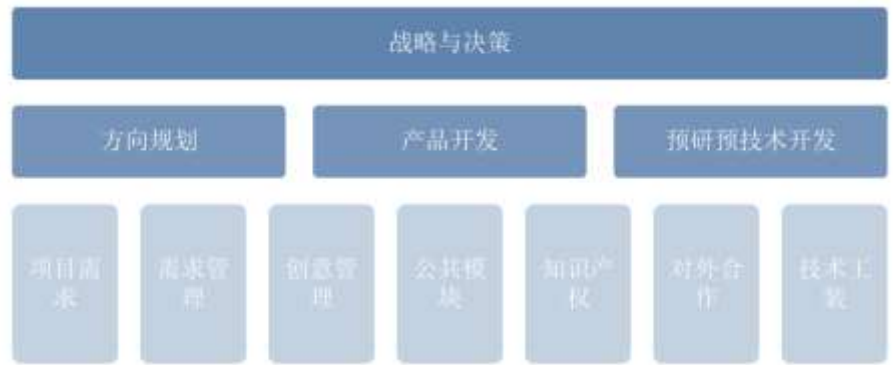 战略与决策
方向规划
产品开发
预研预技术开发
项目需
求
需求管
理
创意管
理
公共模
块
知识产
权
对外合
作
技术工
装